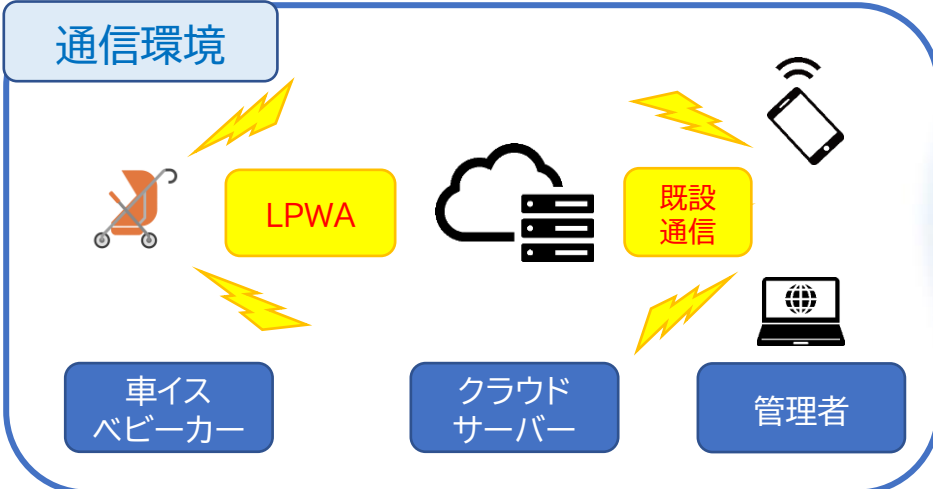 通信環境
LPWA
既設
通信
車イス
ベビーカー
クラウド
サーバー
管理者